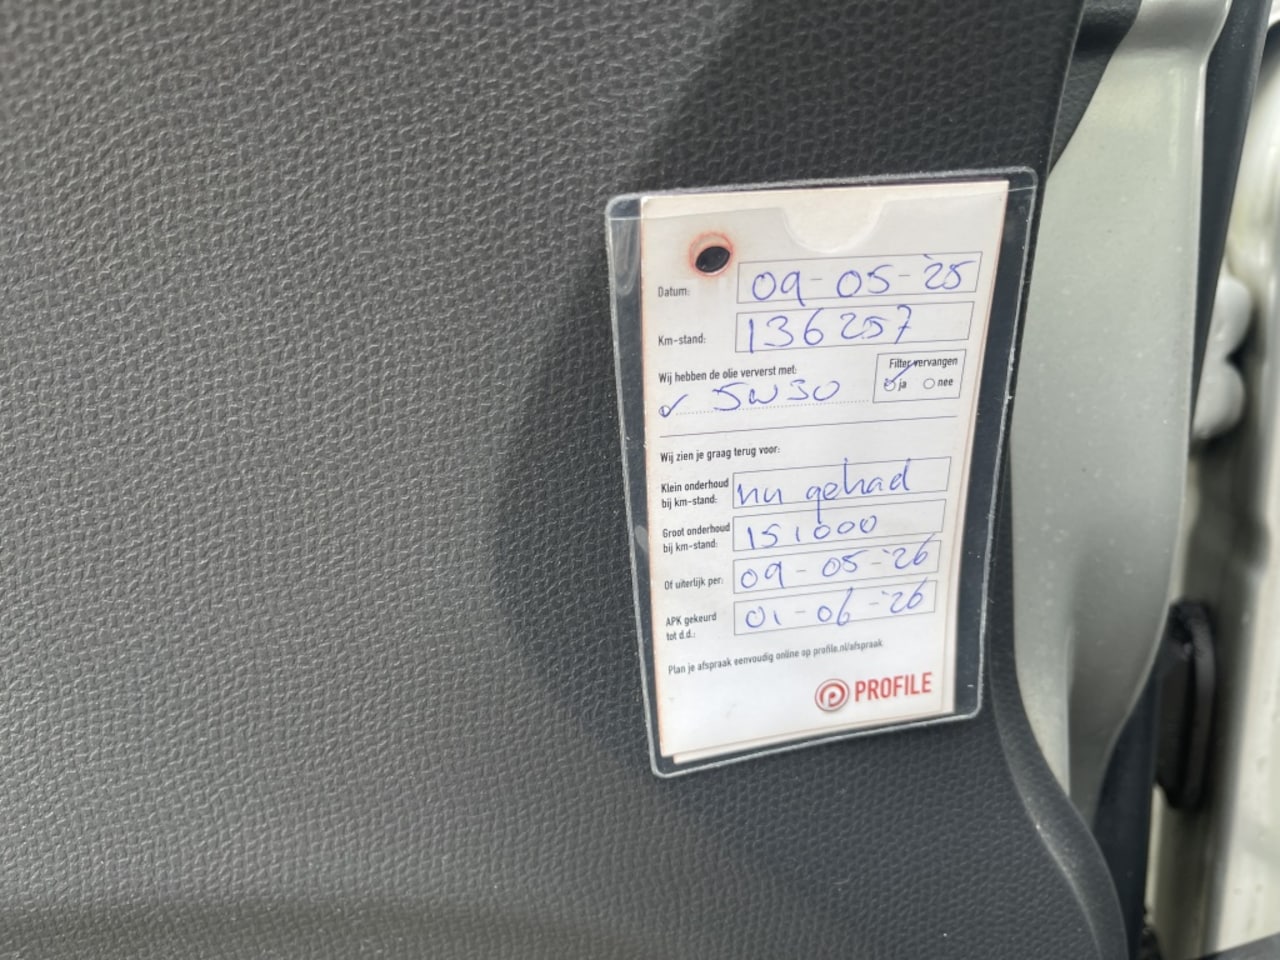 Datum: 09-05-'25
Km-stand: 136257
Wij hebben de olie ververst met:
Filter vervangen
5W30
ja nee
Wij zien je graag terug voor:
Klein onderhoud
bij km-stand: nu gehad
Groot onderhoud
bij km-stand: 151000
Of uiterlijk per: 09-05-'26
APK gekeurd
tot d.d.: 01-06-'26
Plan je afspraak eenvoudig online op profile.nl/afspraak
PROFILE